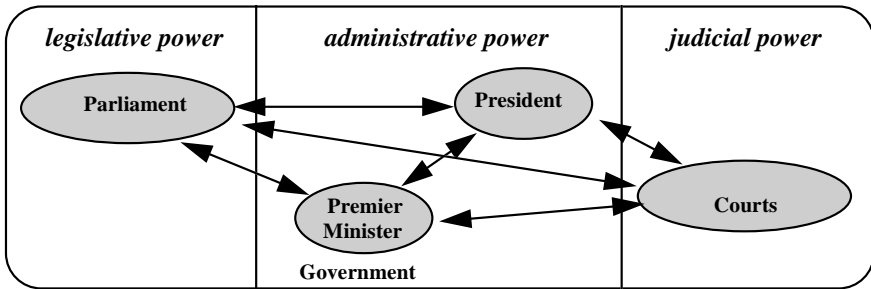 legislative power
administrative power
judicial power
Parliament
President
Premier
Minister
Courts
Government